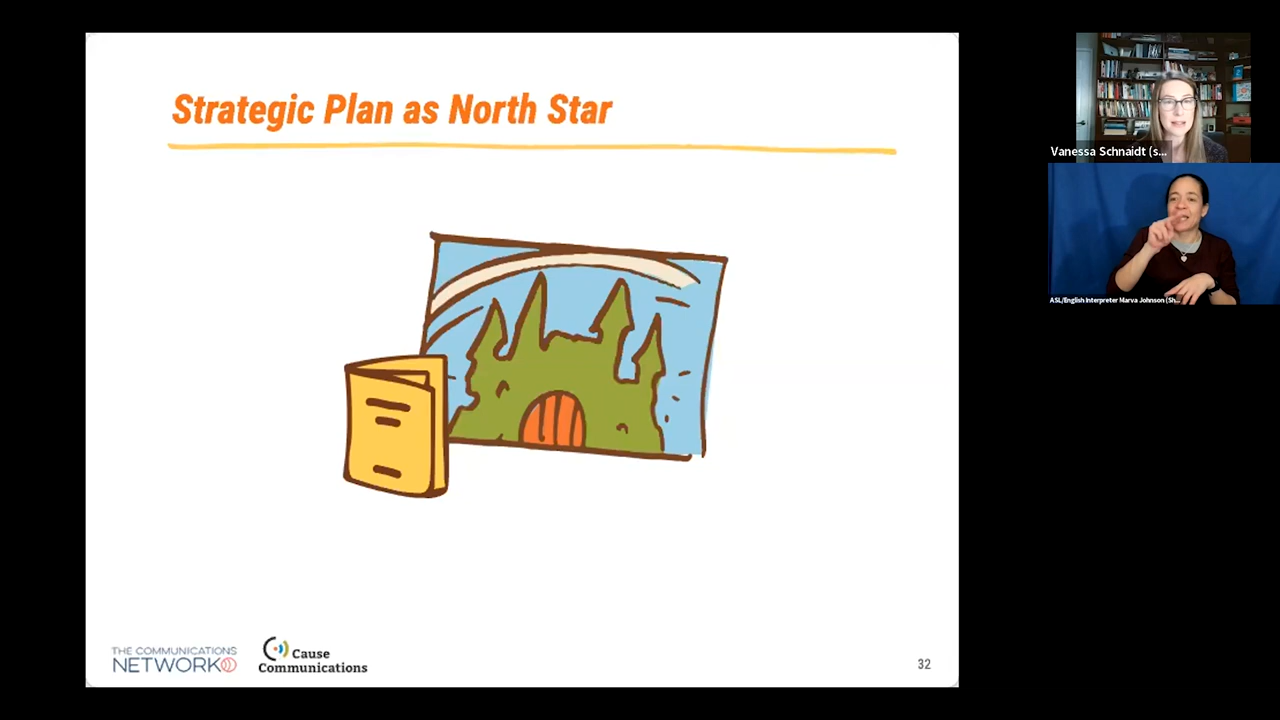 Strategic Plan as North Star
THE COMMUNICATIONS
NETWORK
Cause
Communications
32
Vanessa Schnaidt (s...
ASL/English Interpreter Marva Johnson (Sh...